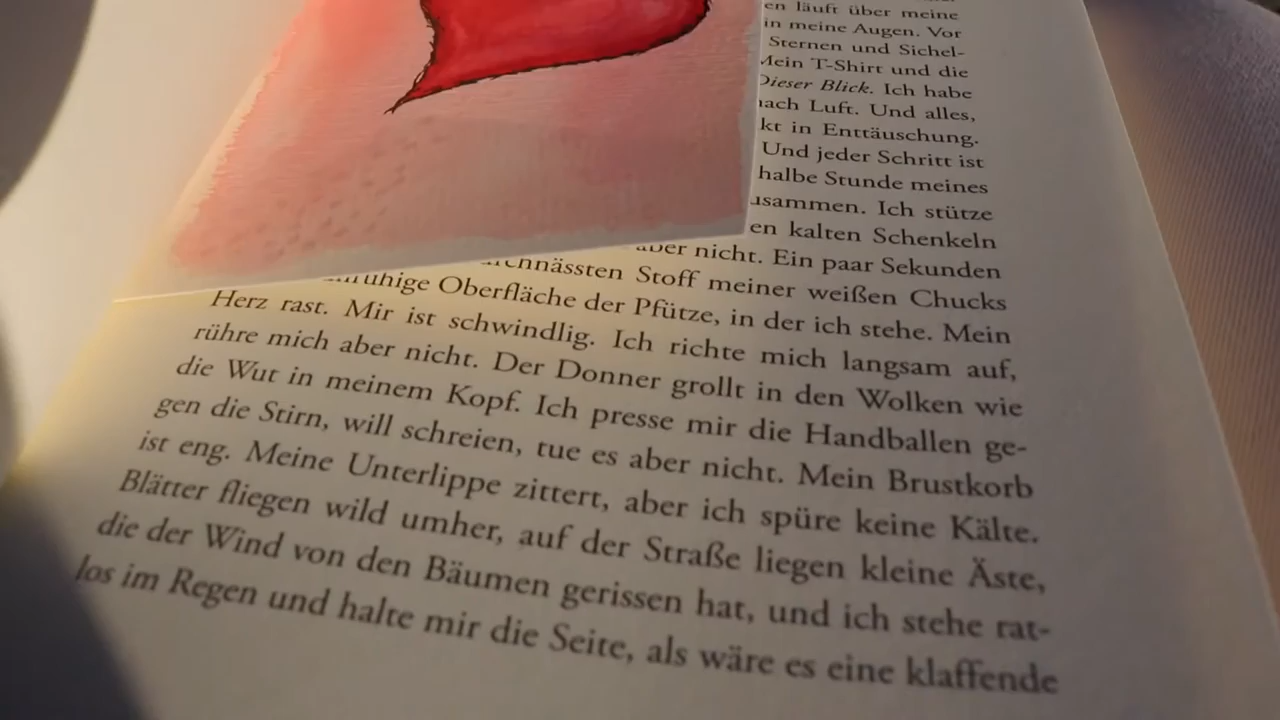 en läuft über meine
in meine Augen. Vor
Sternen und Sichel-
Mein T-Shirt und die
Dieser Blick. Ich habe
nach Luft. Und alles,
kt in Enttäuschung.
Und jeder Schritt ist
halbe Stunde meines
usammen. Ich stütze
en kalten Schenkeln
aber nicht. Ein paar Sekunden
rchnässten Stoff meiner weißen Chucks
uhige Oberfläche der Pfütze, in der ich stehe. Mein
Herz rast. Mir ist schwindlig. Ich richte mich langsam auf,
rühre mich aber nicht. Der Donner grollt in den Wolken wie
die Wut in meinem Kopf. Ich presse mir die Handballen ge-
gen die Stirn, will schreien, tue es aber nicht. Mein Brustkorb
ist eng. Meine Unterlippe zittert, aber ich spüre keine Kälte.
Blätter fliegen wild umher, auf der Straße liegen kleine Äste,
die der Wind von den Bäumen gerissen hat, und ich stehe rat-
los im Regen und halte mir die Seite, als wäre es eine klaffende